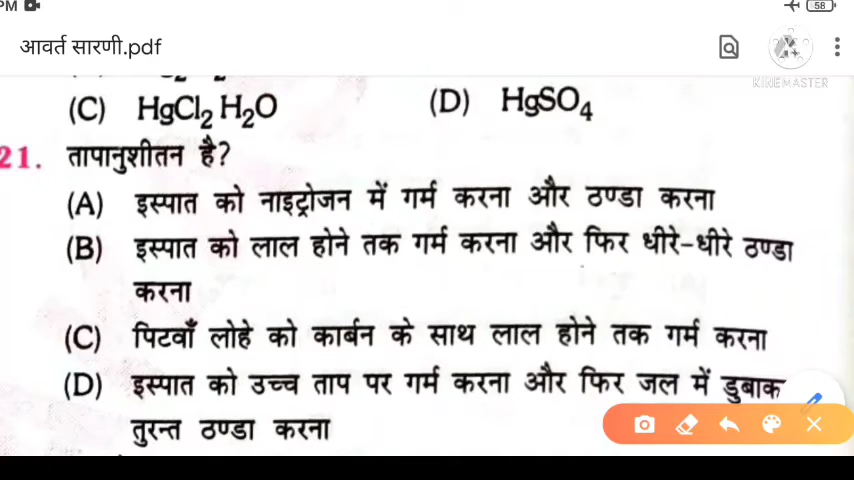 PM
58
आवर्त सारणी.pdf
KINEMASTER
(C) HgCl₂ H₂O (D) HgSO₄
21. तापानुशीतन है?
(A) इस्पात को नाइट्रोजन में गर्म करना और ठण्डा करना
(B) इस्पात को लाल होने तक गर्म करना और फिर धीरे-धीरे ठण्डा
करना
(C) पिटवाँ लोहे को कार्बन के साथ लाल होने तक गर्म करना
(D) इस्पात को उच्च ताप पर गर्म करना और फिर जल में डुबाक
तुरन्त ठण्डा करना